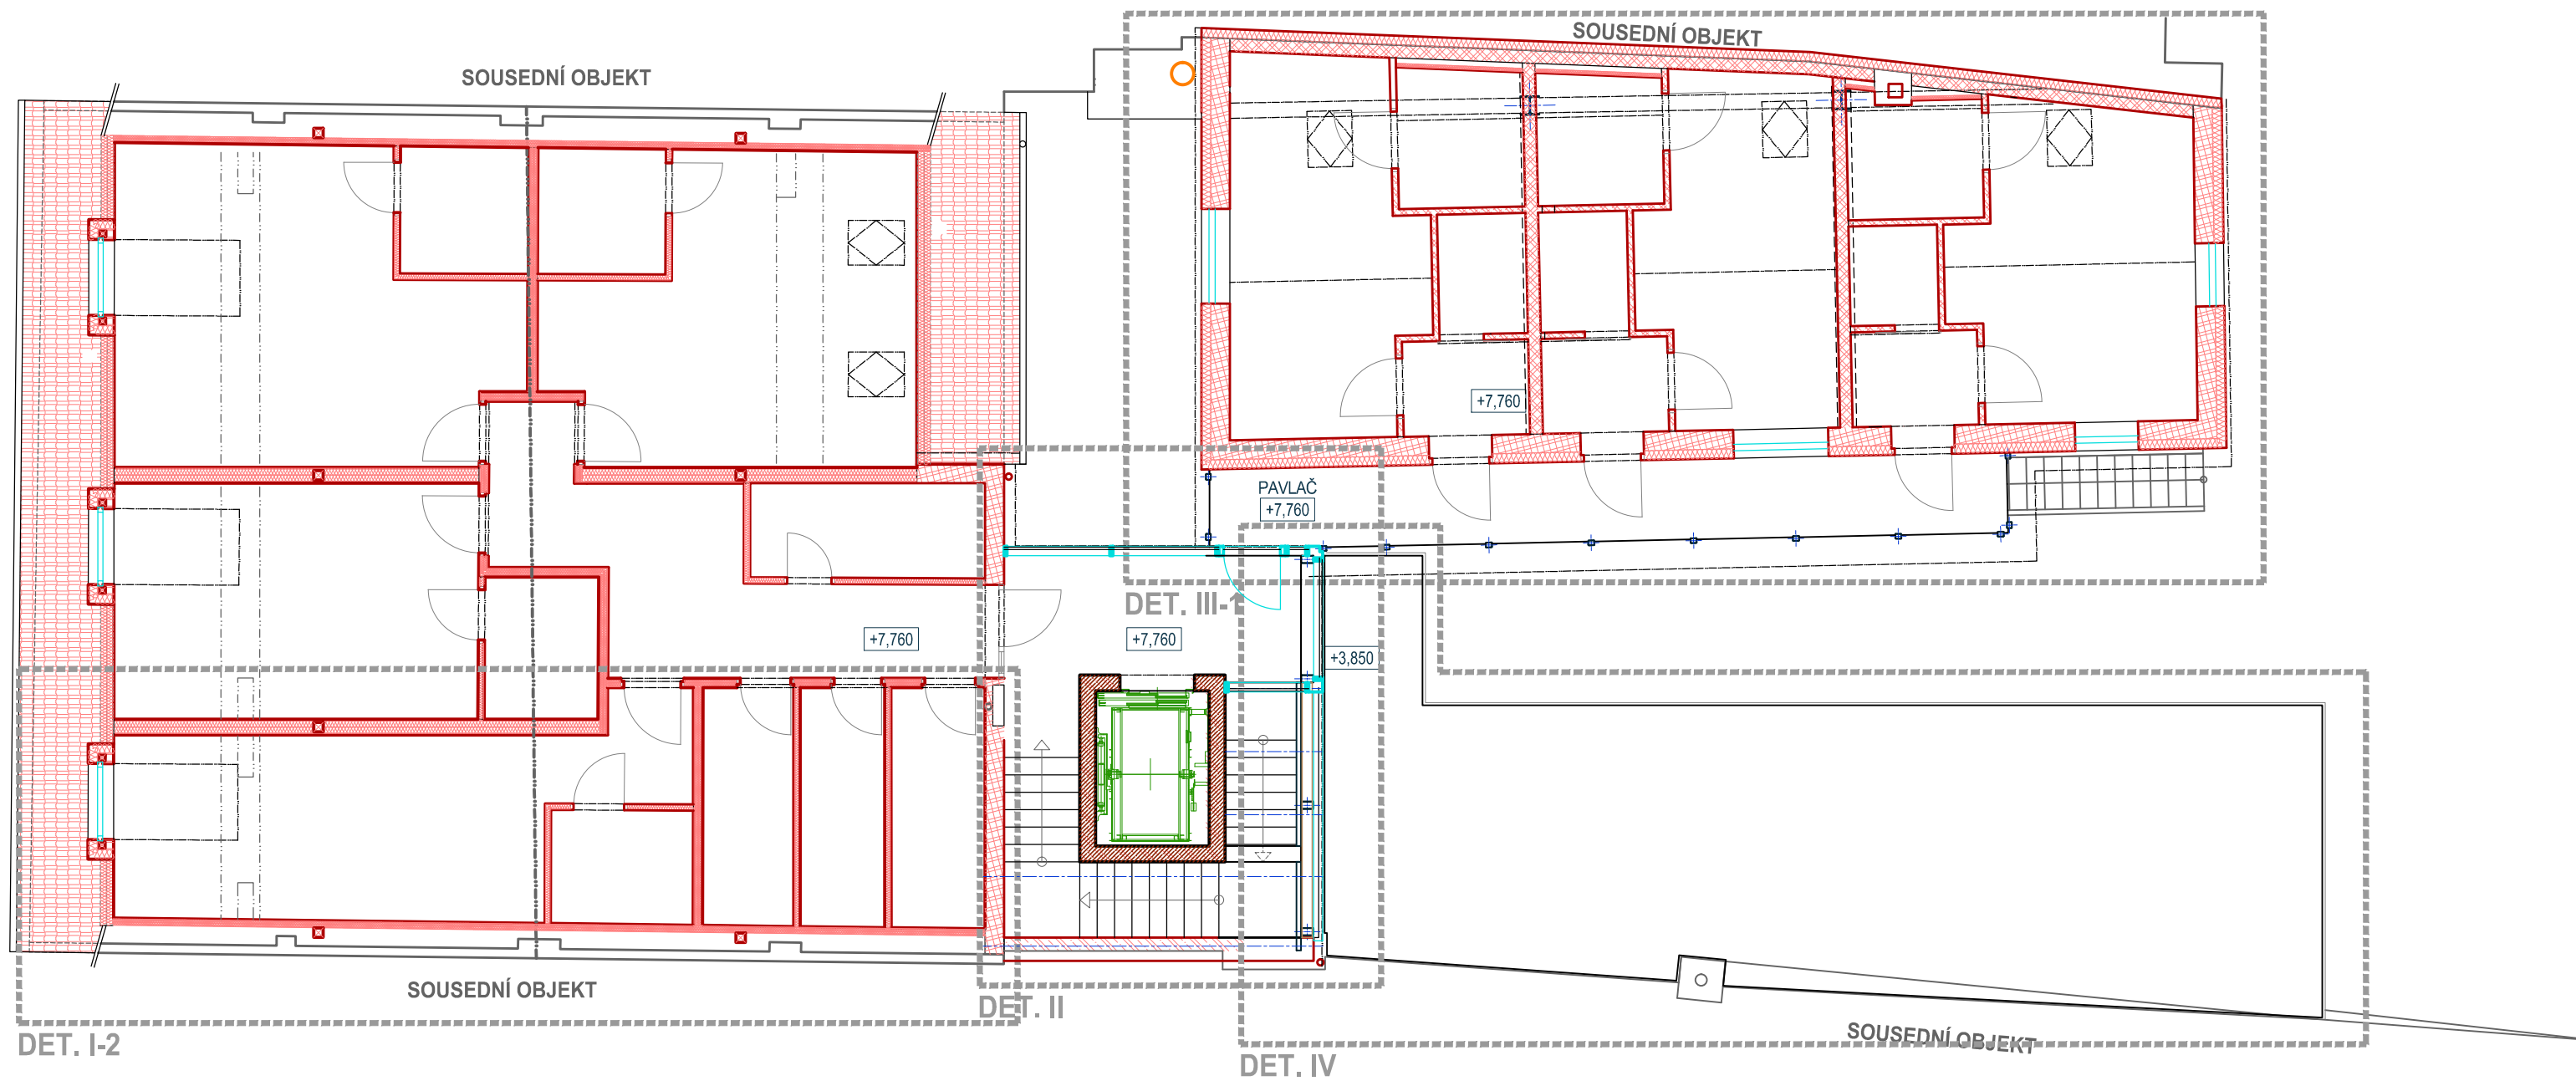 SOUSEDNÍ OBJEKT
SOUSEDNÍ OBJEKT
+7,760
PAVLAČ
+7,760
DET. III-1
+7,760
+7,760
+3,850
SOUSEDNÍ OBJEKT
DET. II
DET. I-2
SOUSEDNÍ OBJEKT
DET. IV